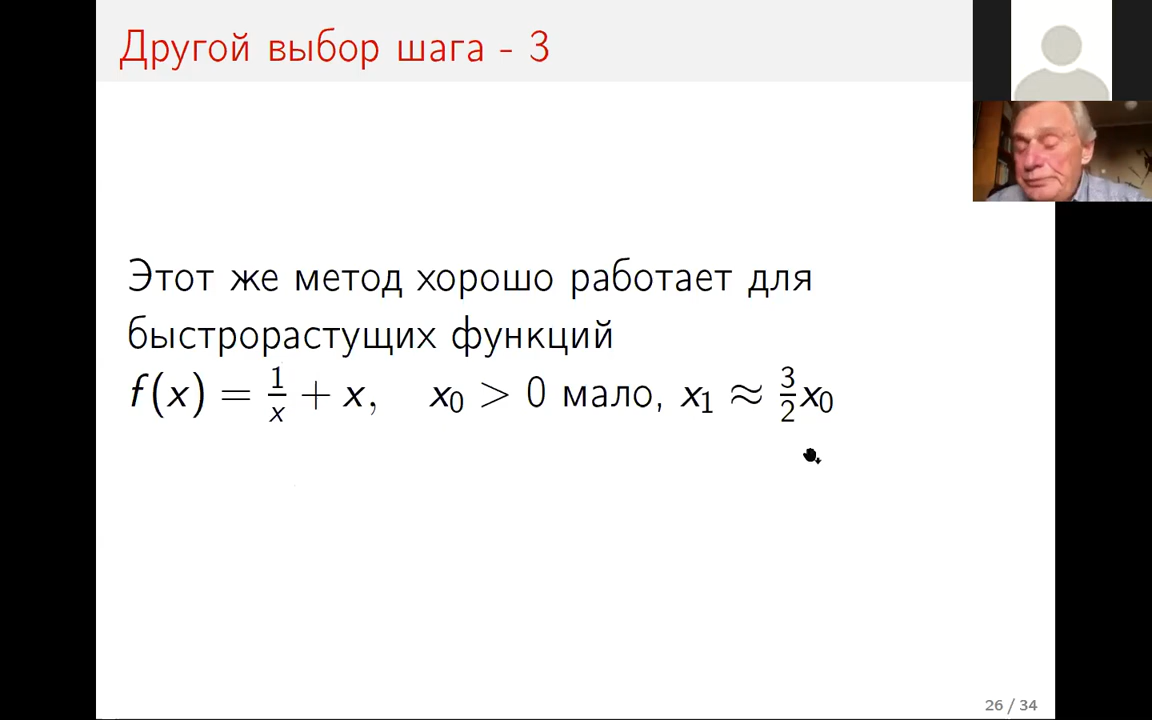 Другой выбор шага - 3
Этот же метод хорошо работает для
быстрорастущих функций
f(x) = 1/x + x, x₀ > 0 мало, x₁ ≈ 3/2 x₀
26 / 34